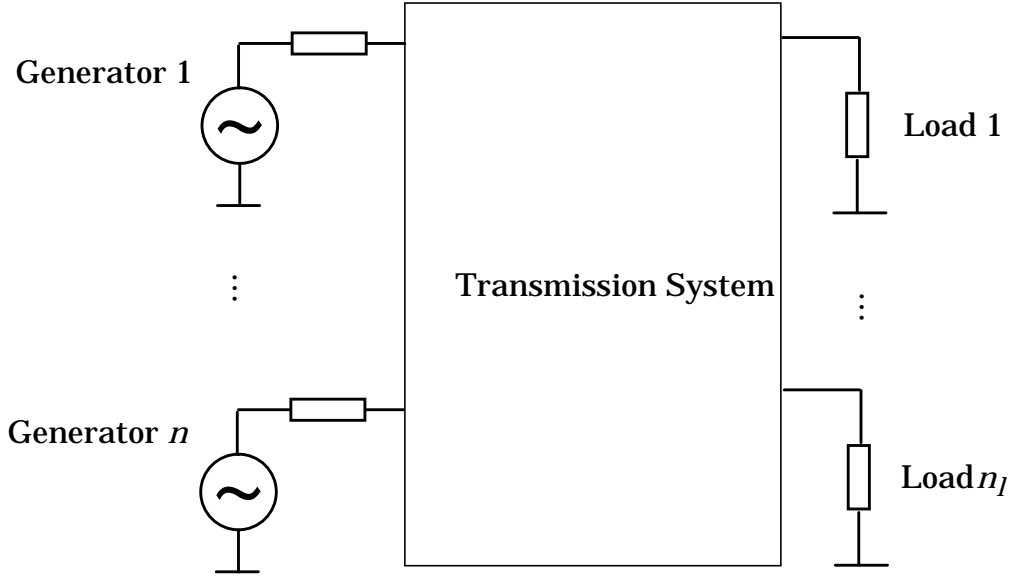 Generator 1
Load 1
⋮
Transmission System
⋮
Generator n
Load n_l